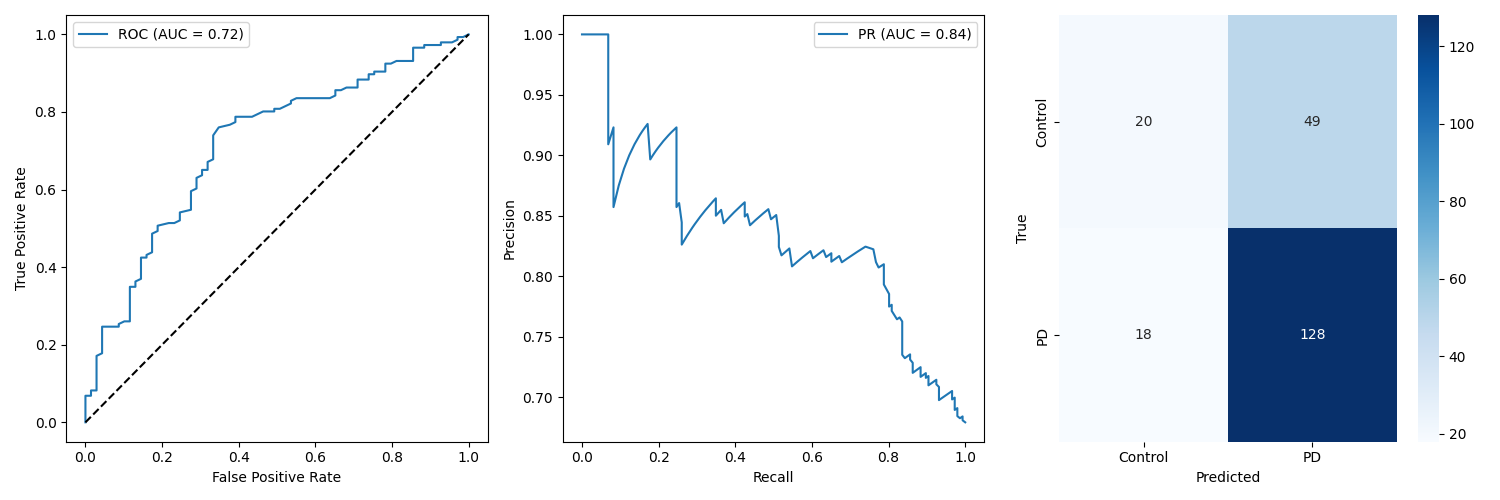 ROC (AUC = 0.72)
True Positive Rate
1.0
0.8
0.6
0.4
0.2
0.0
0.0 0.2 0.4 0.6 0.8 1.0
False Positive Rate
PR (AUC = 0.84)
Precision
1.00
0.95
0.90
0.85
0.80
0.75
0.70
0.0 0.2 0.4 0.6 0.8 1.0
Recall
True
Control
PD
20 49
18 128
Control PD
Predicted
120
100
80
60
40
20